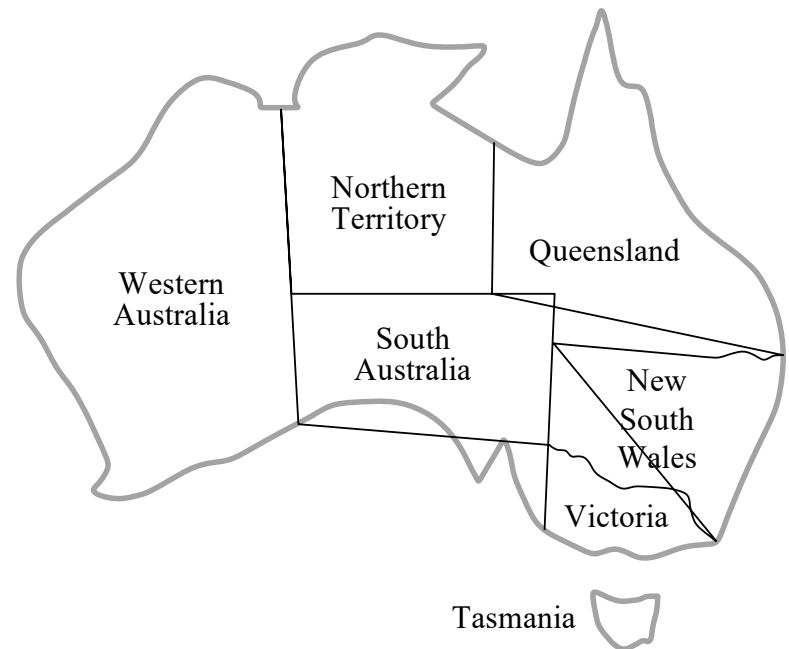 Northern
Territory
Queensland
Western
Australia
South
Australia
New
South
Wales
Victoria
Tasmania